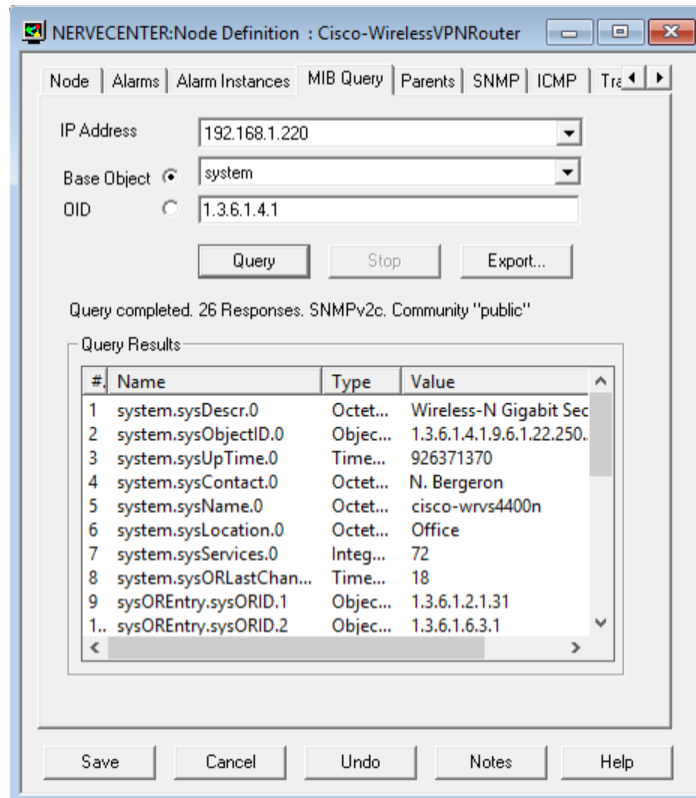 NERVECENTER:Node Definition : Cisco-WirelessVPNRouter
Node Alarms Alarm Instances MIB Query Parents SNMP ICMP Tra
IP Address 192.168.1.220
Base Object system
OID 1.3.6.1.4.1
Query Stop Export...
Query completed. 26 Responses. SNMPv2c. Community "public"
Query Results
#. Name Type Value
1 system.sysDescr.0 Octet... Wireless-N Gigabit Sec
2 system.sysObjectID.0 Objec... 1.3.6.1.4.1.9.6.1.22.250..
3 system.sysUpTime.0 Time... 926371370
4 system.sysContact.0 Octet... N. Bergeron
5 system.sysName.0 Octet... cisco-wrvs4400n
6 system.sysLocation.0 Octet... Office
7 system.sysServices.0 Integ... 72
8 system.sysORLastChan... Time... 18
9 sysOREntry.sysORID.1 Objec... 1.3.6.1.2.1.31
1.. sysOREntry.sysORID.2 Objec... 1.3.6.1.6.3.1
Save Cancel Undo Notes Help